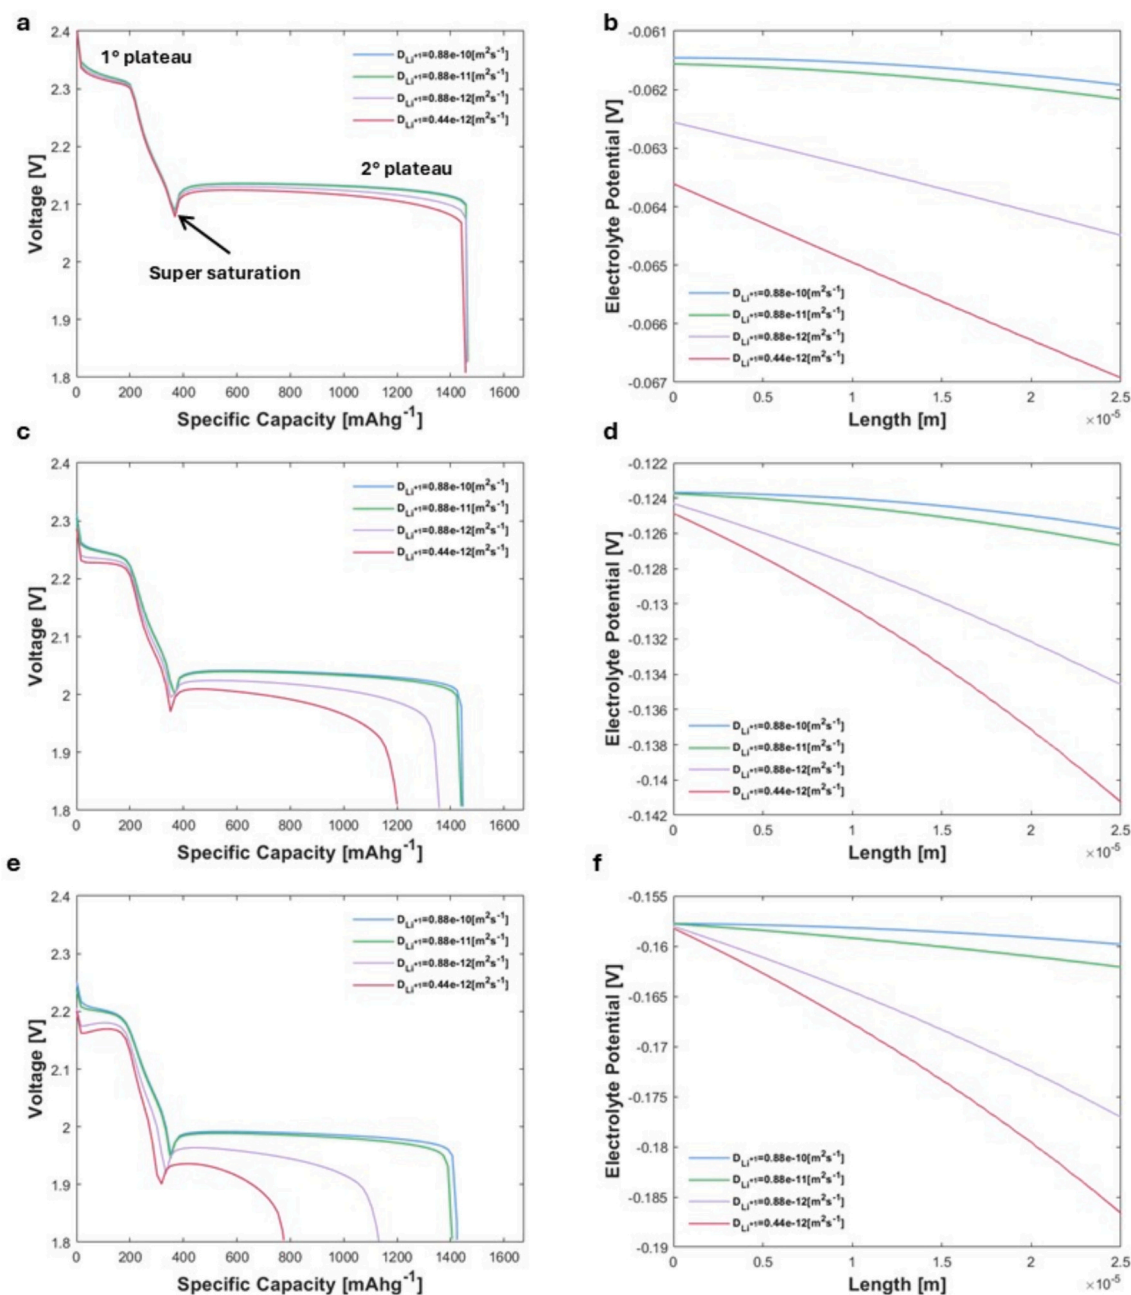 a
2.4
2.3
2.2
2.1
2
1.9
1.8
0
200
400
600
800
1000
1200
1400
1600
Voltage [V]
Specific Capacity [mAhg⁻¹]
1° plateau
2° plateau
Super saturation
D_Li⁺¹=0.88e-10[m²s⁻¹]
D_Li⁺¹=0.88e-11[m²s⁻¹]
D_Li⁺¹=0.88e-12[m²s⁻¹]
D_Li⁺¹=0.44e-12[m²s⁻¹]
b
-0.061
-0.062
-0.063
-0.064
-0.065
-0.066
-0.067
0
0.5
1
1.5
2
2.5
×10⁻⁵
Electrolyte Potential [V]
Length [m]
D_Li⁺¹=0.88e-10[m²s⁻¹]
D_Li⁺¹=0.88e-11[m²s⁻¹]
D_Li⁺¹=0.88e-12[m²s⁻¹]
D_Li⁺¹=0.44e-12[m²s⁻¹]
c
2.4
2.3
2.2
2.1
2
1.9
1.8
0
200
400
600
800
1000
1200
1400
1600
Voltage [V]
Specific Capacity [mAhg⁻¹]
D_Li⁺¹=0.88e-10[m²s⁻¹]
D_Li⁺¹=0.88e-11[m²s⁻¹]
D_Li⁺¹=0.88e-12[m²s⁻¹]
D_Li⁺¹=0.44e-12[m²s⁻¹]
d
-0.122
-0.124
-0.126
-0.128
-0.13
-0.132
-0.134
-0.136
-0.138
-0.14
-0.142
0
0.5
1
1.5
2
2.5
×10⁻⁵
Electrolyte Potential [V]
Length [m]
D_Li⁺¹=0.88e-10[m²s⁻¹]
D_Li⁺¹=0.88e-11[m²s⁻¹]
D_Li⁺¹=0.88e-12[m²s⁻¹]
D_Li⁺¹=0.44e-12[m²s⁻¹]
e
2.4
2.3
2.2
2.1
2
1.9
1.8
0
200
400
600
800
1000
1200
1400
1600
Voltage [V]
Specific Capacity [mAhg⁻¹]
D_Li⁺¹=0.88e-10[m²s⁻¹]
D_Li⁺¹=0.88e-11[m²s⁻¹]
D_Li⁺¹=0.88e-12[m²s⁻¹]
D_Li⁺¹=0.44e-12[m²s⁻¹]
f
-0.155
-0.16
-0.165
-0.17
-0.175
-0.18
-0.185
-0.19
0
0.5
1
1.5
2
2.5
×10⁻⁵
Electrolyte Potential [V]
Length [m]
D_Li⁺¹=0.88e-10[m²s⁻¹]
D_Li⁺¹=0.88e-11[m²s⁻¹]
D_Li⁺¹=0.88e-12[m²s⁻¹]
D_Li⁺¹=0.44e-12[m²s⁻¹]